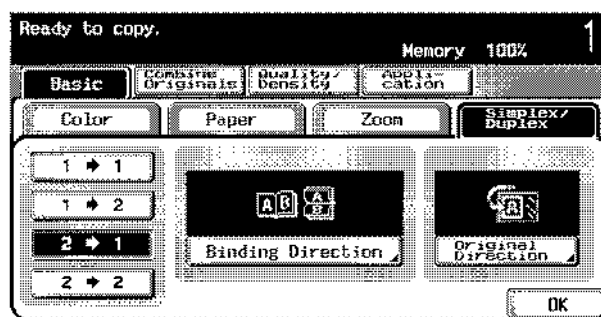 Ready to copy.
Memory 100% 1
Basic Combine Originals Quality/ Density Appli- cation
Color Paper Zoom Simplex/ Duplex
1 ➔ 1
1 ➔ 2
2 ➔ 1
2 ➔ 2
A B A B
Binding Direction
A
Original Direction
OK